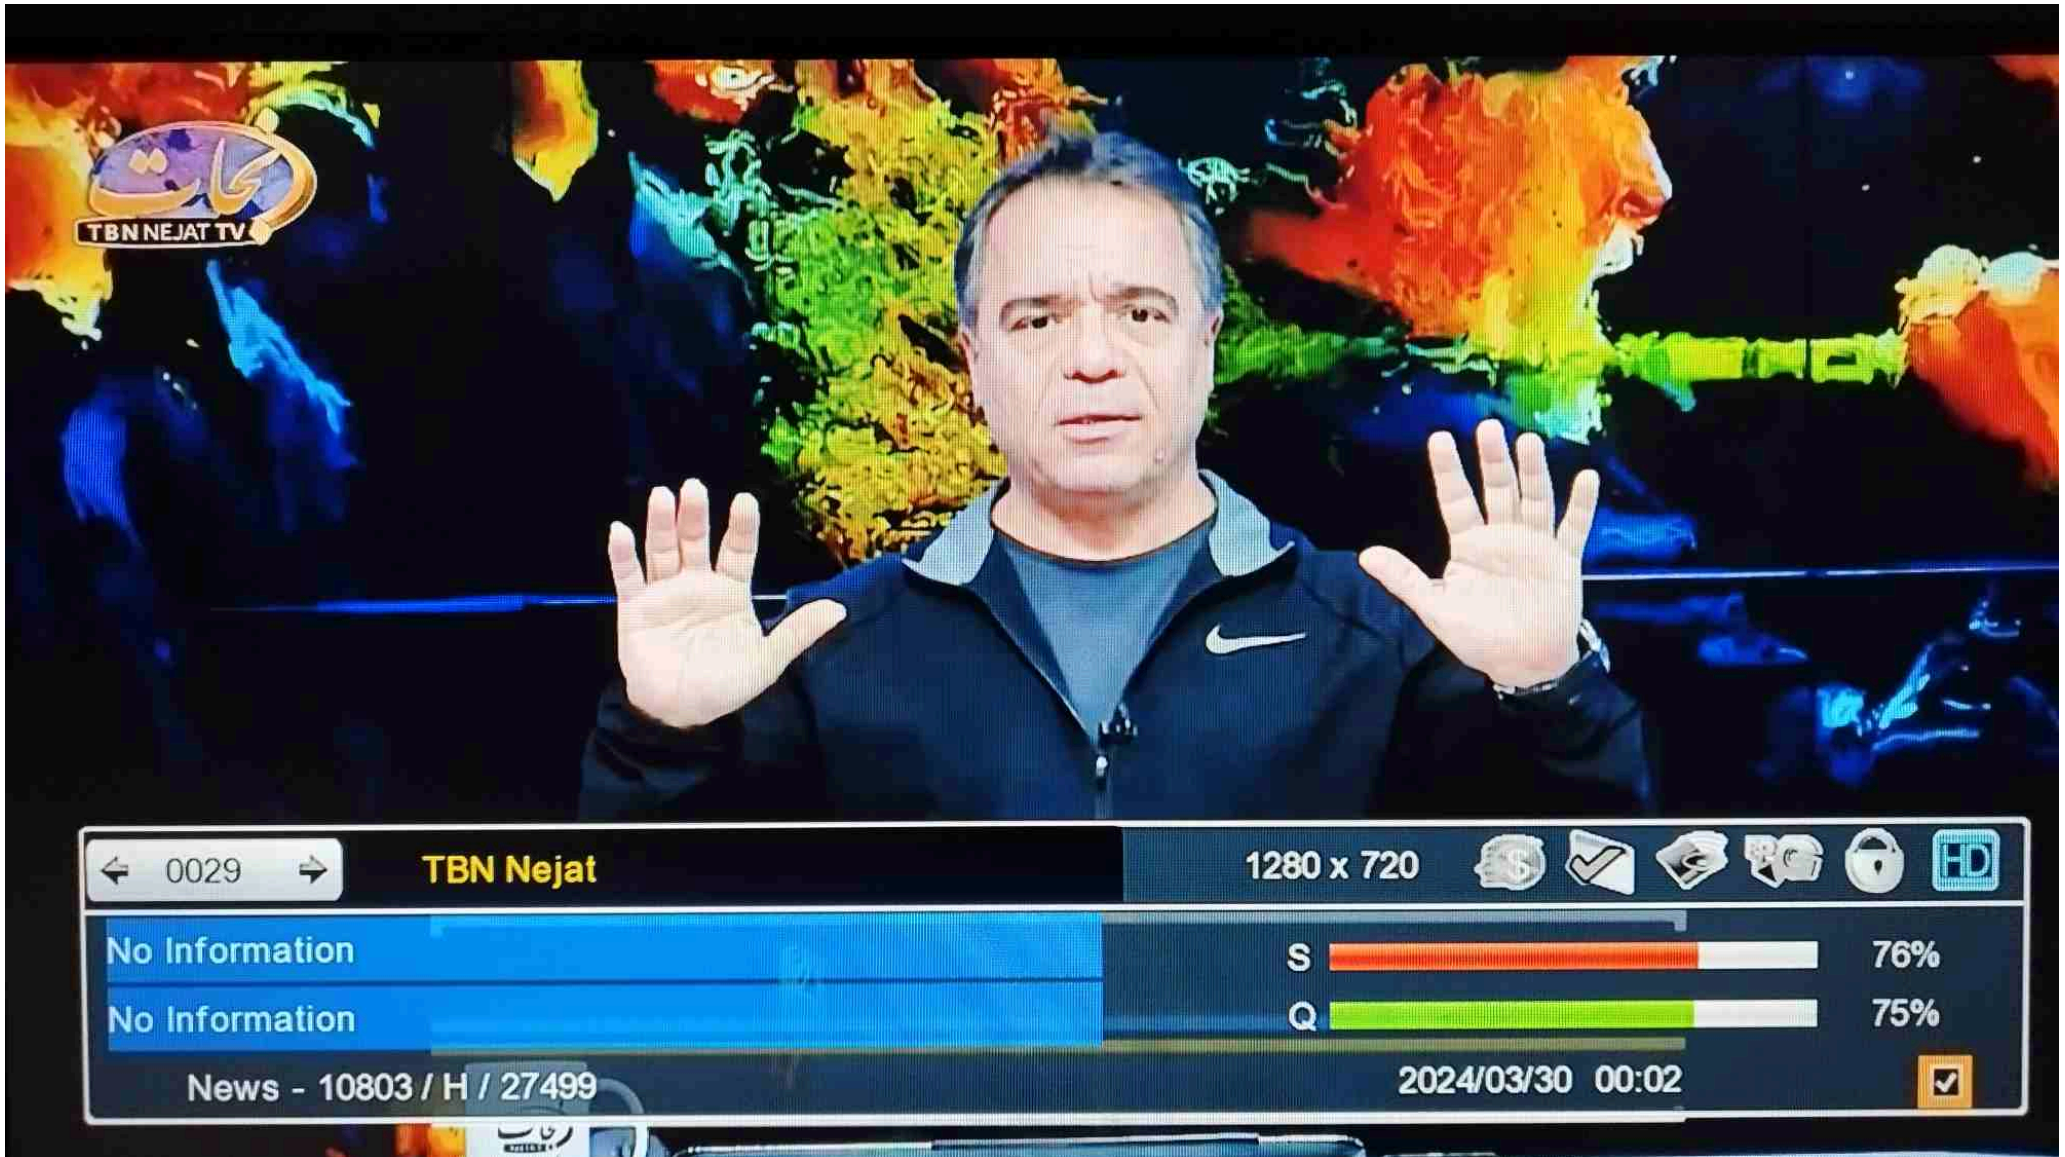 نجات
TBN NEJAT TV
0029
TBN Nejat
1280 x 720
HD
No Information
S
76%
No Information
Q
75%
News - 10803 / H / 27499
2024/03/30 00:02
نجات